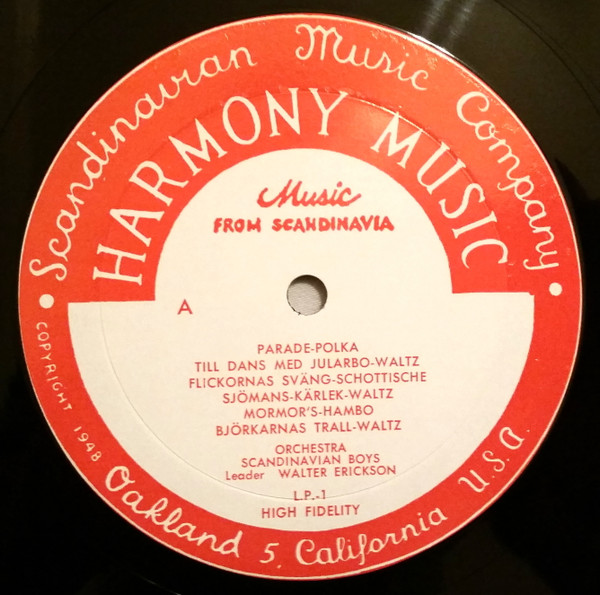 Scandinavian Music Company
HARMONY MUSIC
Music
FROM SCANDINAVIA
A
PARADE-POLKA
TILL DANS MED JULARBO-WALTZ
FLICKORNAS SVÄNG-SCHOTTISCHE
SJÖMANS-KÄRLEK-WALTZ
MORMOR'S-HAMBO
BJÖRKARNAS TRALL-WALTZ
ORCHESTRA
SCANDINAVIAN BOYS
Leader WALTER ERICKSON
L.P.-1
HIGH FIDELITY
COPYRIGHT 1948
Oakland 5, California U.S.A.